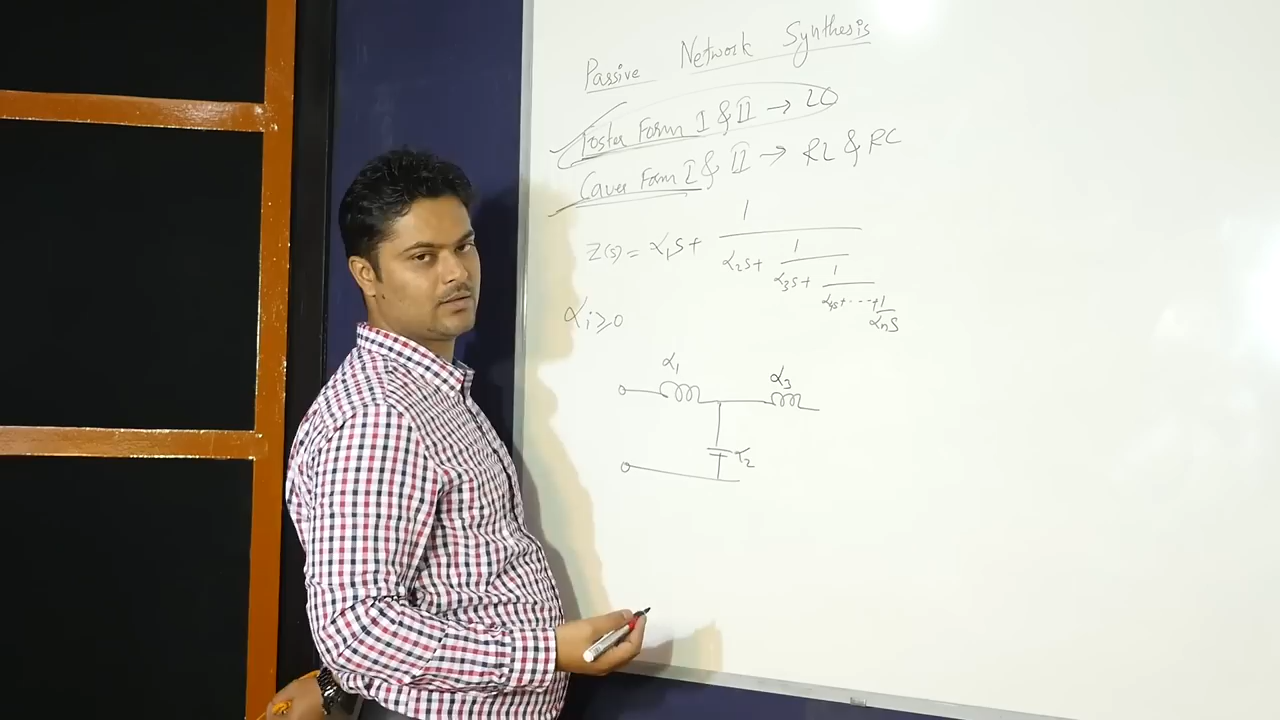 Passive Network Synthesis
Foster Form I & II → LC
Cauer Form I & II → RL & RC
Z(s) = α₁s + 1
α₂s + 1
α₃s + 1
α₄s + ... + 1
αₙs
αᵢ ≥ 0
α₁
α₃
α₂